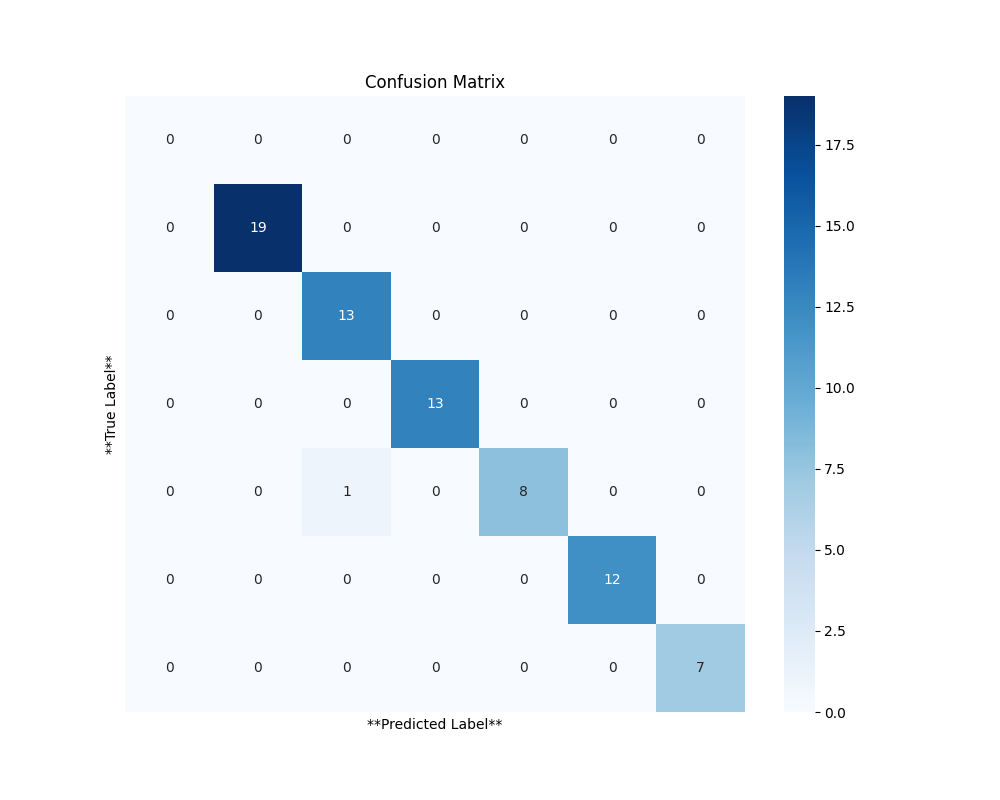 Confusion Matrix
0 0 0 0 0 0 0
0 19 0 0 0 0 0
0 0 13 0 0 0 0
0 0 0 13 0 0 0
0 0 1 0 8 0 0
0 0 0 0 0 12 0
0 0 0 0 0 0 7
**True Label**
**Predicted Label**
17.5
15.0
12.5
10.0
7.5
5.0
2.5
0.0